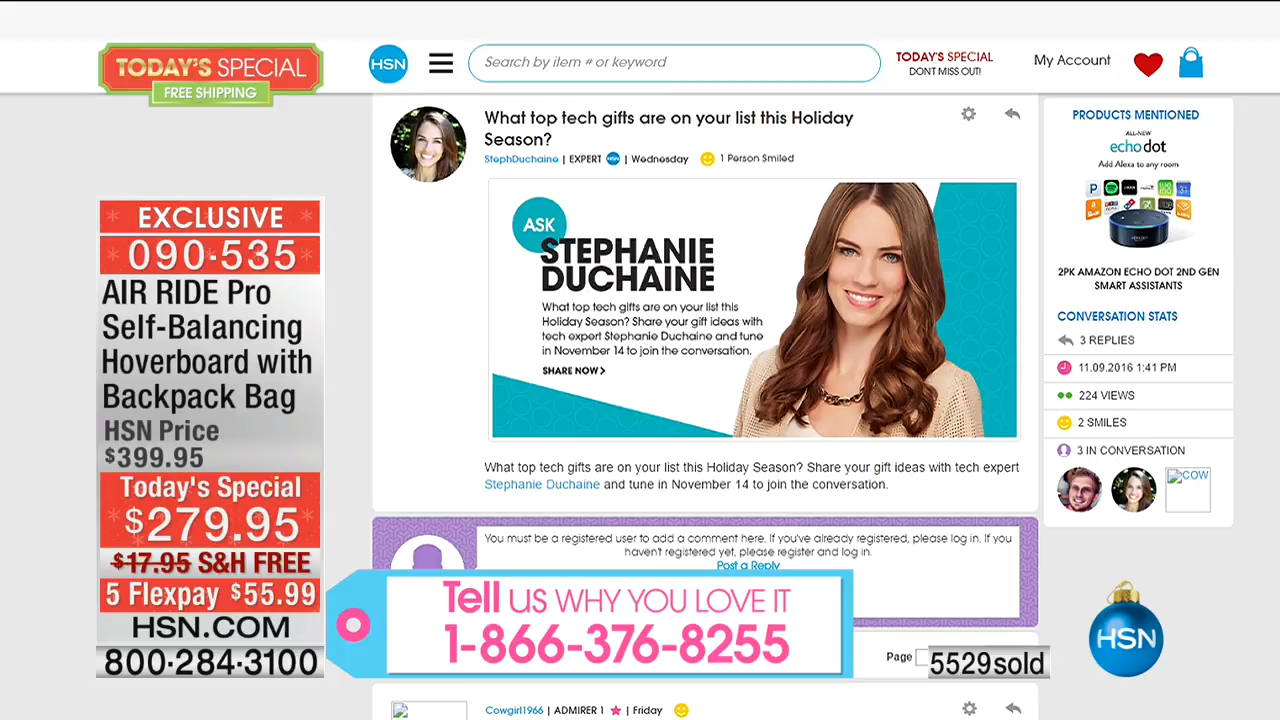 TODAY'S SPECIAL
FREE SHIPPING
HSN
Search by item # or keyword
TODAY'S SPECIAL
DON'T MISS OUT!
My Account
EXCLUSIVE
090-535
AIR RIDE Pro
Self-Balancing
Hoverboard with
Backpack Bag
HSN Price
$399.95
Today's Special
$279.95
$17.95 S&H FREE
5 Flexpay $55.99
HSN.COM
800-284-3100
What top tech gifts are on your list this Holiday
Season?
StephDuchaine | EXPERT HSN | Wednesday 1 Person Smiled
ASK
STEPHANIE
DUCHAINE
What top tech gifts are on your list this
Holiday Season? Share your gift ideas with
tech expert Stephanie Duchaine and tune
in November 14 to join the conversation.
SHARE NOW >
What top tech gifts are on your list this Holiday Season? Share your gift ideas with tech expert
Stephanie Duchaine and tune in November 14 to join the conversation.
You must be a registered user to add a comment here. If you've already registered, please log in. If you
haven't registered yet, please register and log in.
Post a Reply
Tell US WHY YOU LOVE IT
1-866-376-8255
Page
5529 sold
Cowgirl1966 | ADMIRER 1 | Friday
PRODUCTS MENTIONED
ALL-NEW
echo dot
Add Alexa to any room
2PK AMAZON ECHO DOT 2ND GEN
SMART ASSISTANTS
CONVERSATION STATS
3 REPLIES
11.09.2016 1:41 PM
224 VIEWS
2 SMILES
3 IN CONVERSATION
COW
HSN